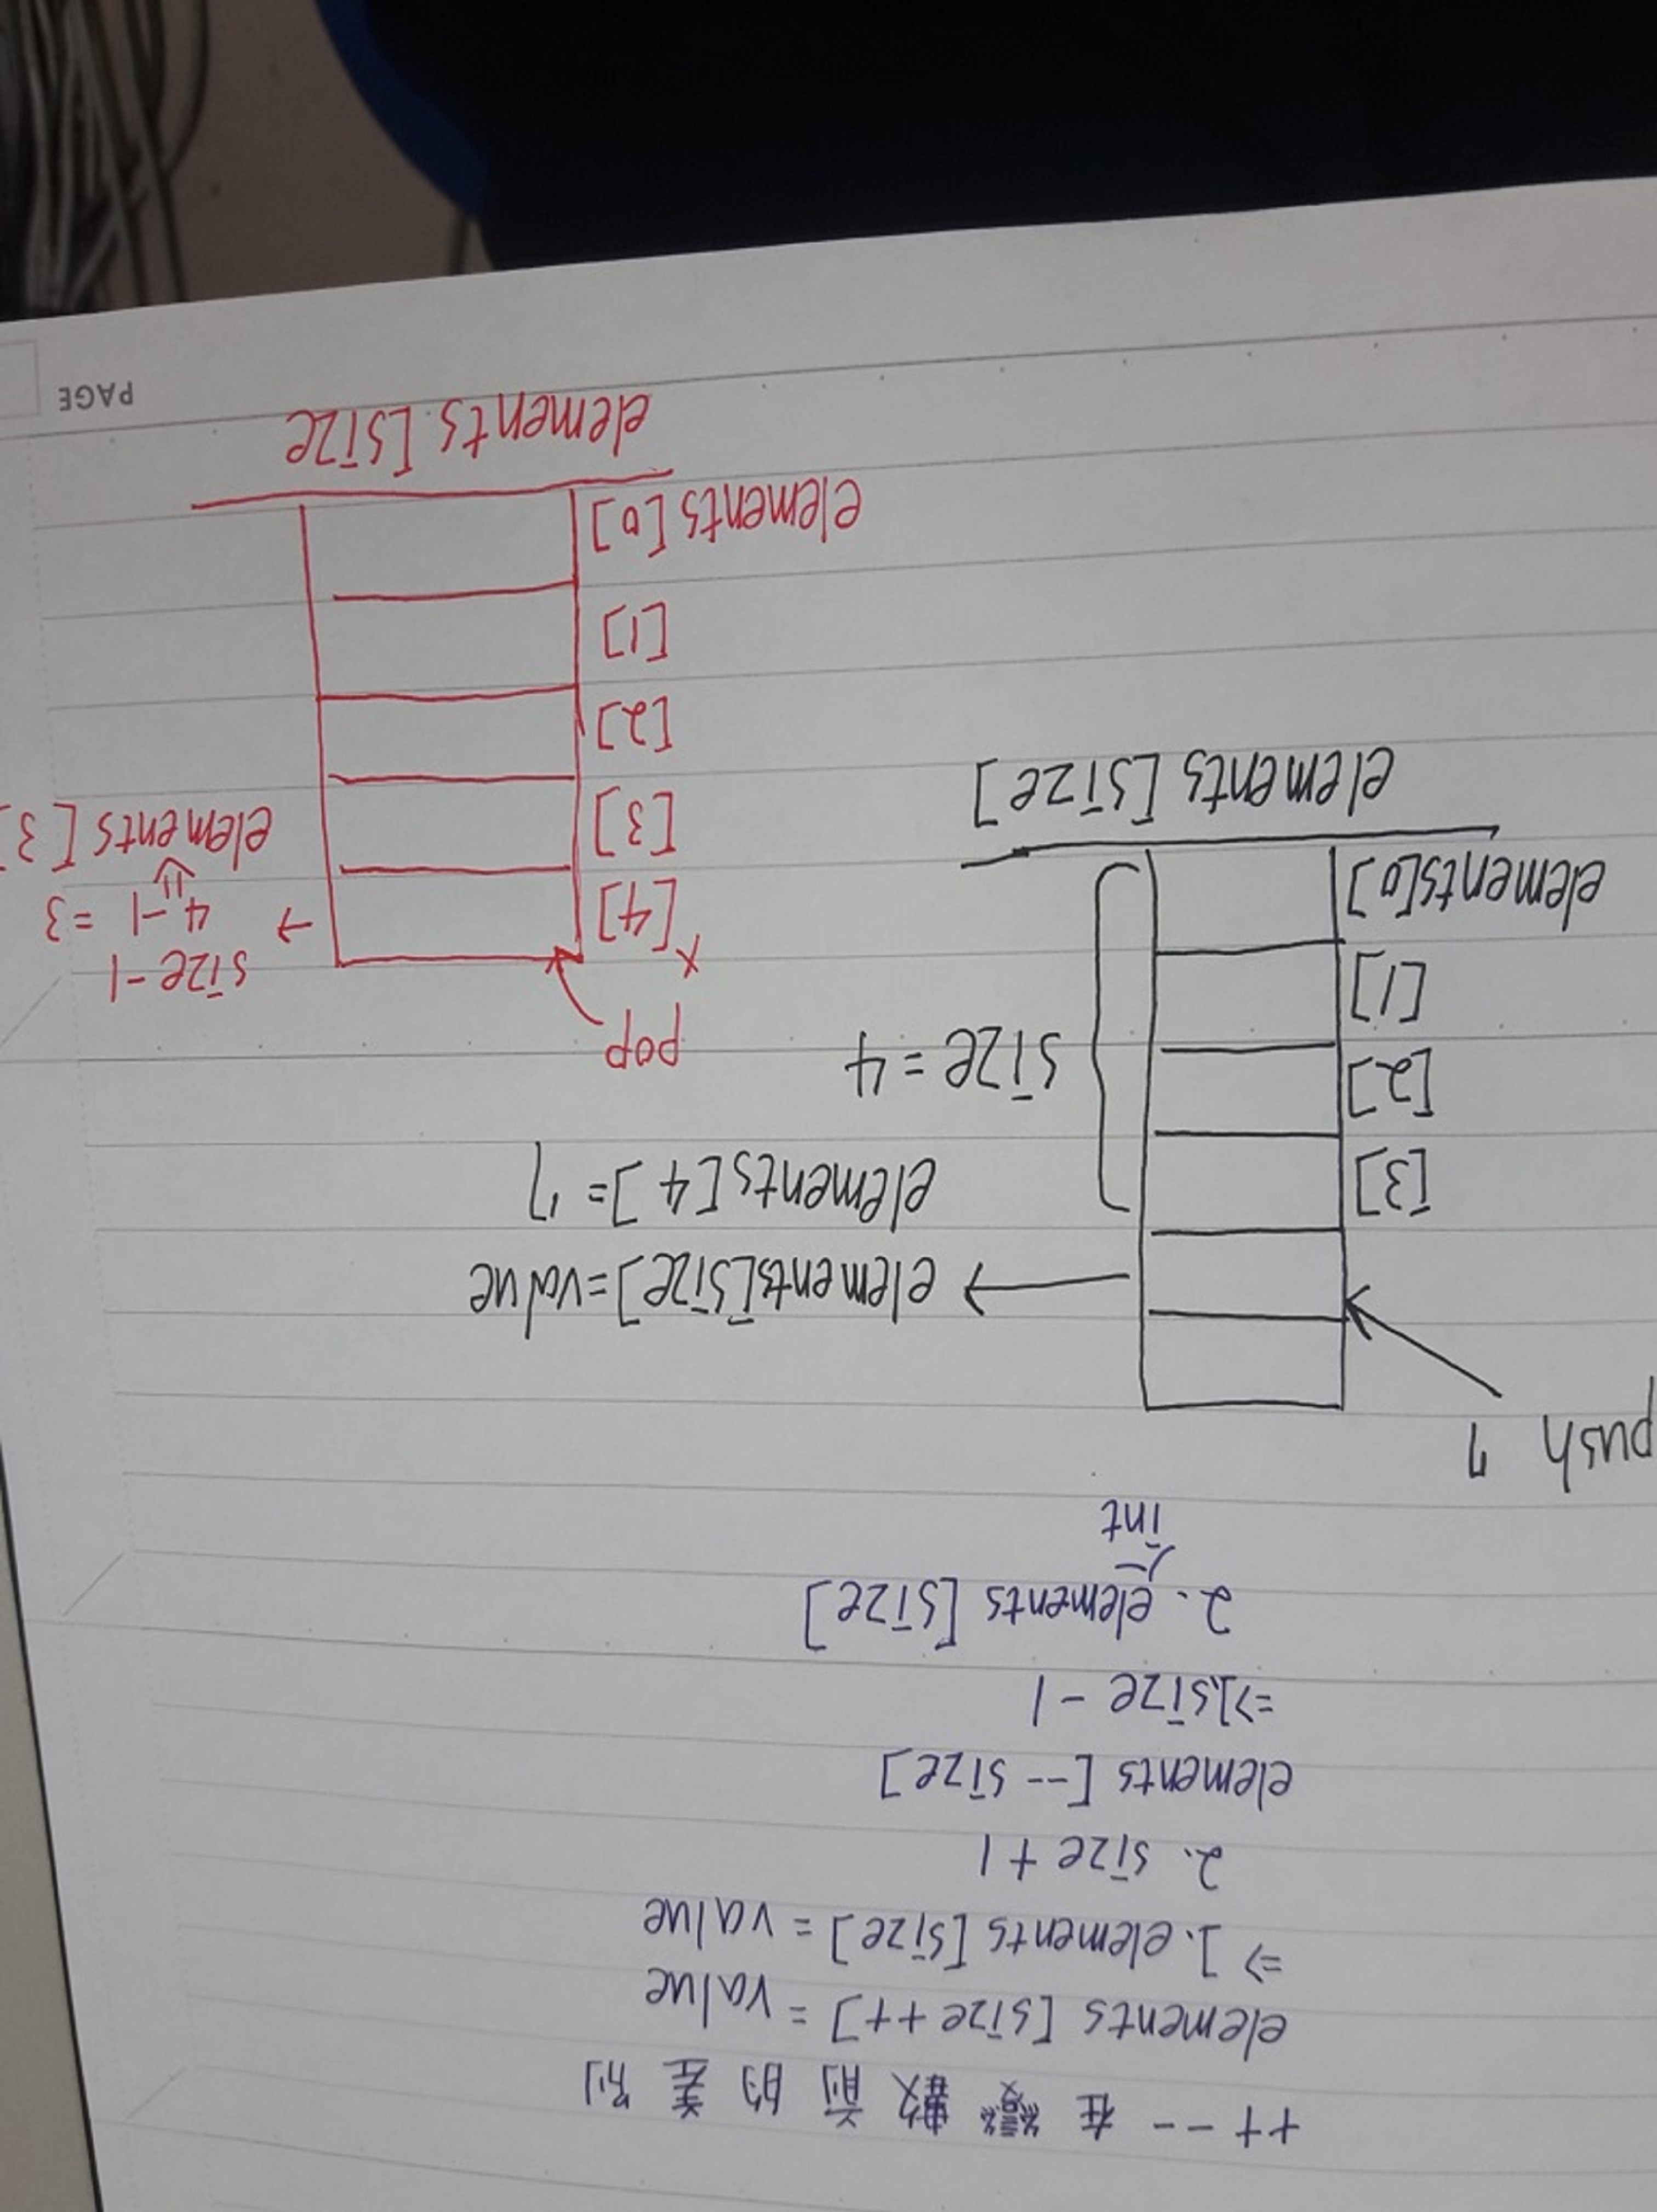 ++ -- 在變數前的差別
elements [size++] = value
=> 1. elements [size] = value
2. size + 1
elements [-- size]
=> 1. size - 1
2. elements [size]
int
push 7
elements[size]=value
elements[4]=7
[3]
[2]
size=4
[1]
elements[0]
elements [size]
pop
x
[4]
size-1
→ 4-1 =3
elements [3]
[3]
[2]
[1]
elements [0]
elements [size
PAGE